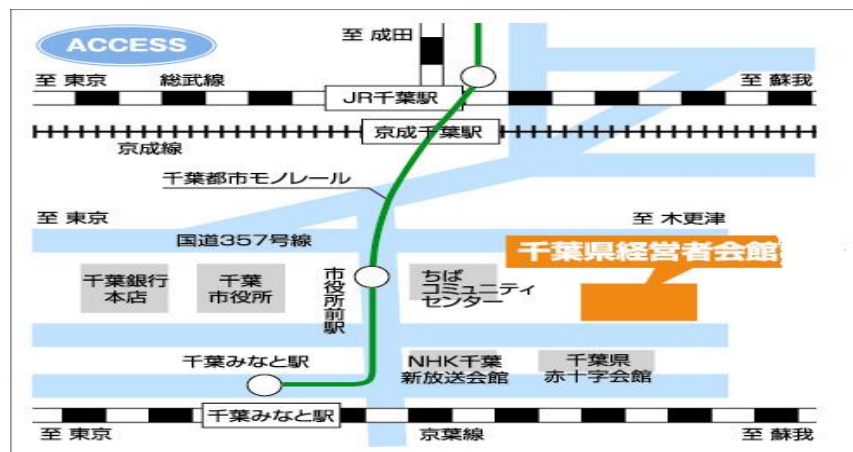 ACCESS
至 成田
至 東京
総武線
至 蘇我
JR千葉駅
京成千葉駅
京成線
千葉都市モノレール
至 東京
至 木更津
国道357号線
千葉県経営者会館
千葉銀行
本店
千葉
市役所
市役所前駅
ちば
コミュニティ
センター
千葉みなと駅
NHK千葉
新放送会館
千葉県
赤十字会館
千葉みなと駅
至 東京
京葉線
至 蘇我